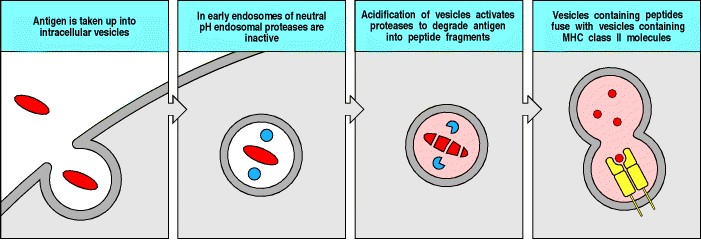 Antigen is taken up into
intracellular vesicles
In early endosomes of neutral
pH endosomal proteases are
inactive
Acidification of vesicles activates
proteases to degrade antigen
into peptide fragments
Vesicles containing peptides
fuse with vesicles containing
MHC class II molecules